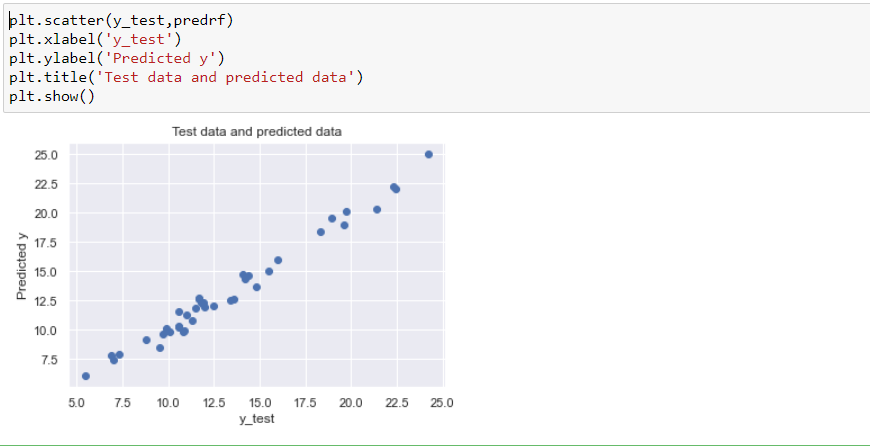 plt.scatter(y_test,predrf)
plt.xlabel('y_test')
plt.ylabel('Predicted y')
plt.title('Test data and predicted data')
plt.show()
Test data and predicted data
25.0
22.5
20.0
17.5
15.0
12.5
10.0
7.5
Predicted y
5.0 7.5 10.0 12.5 15.0 17.5 20.0 22.5 25.0
y_test